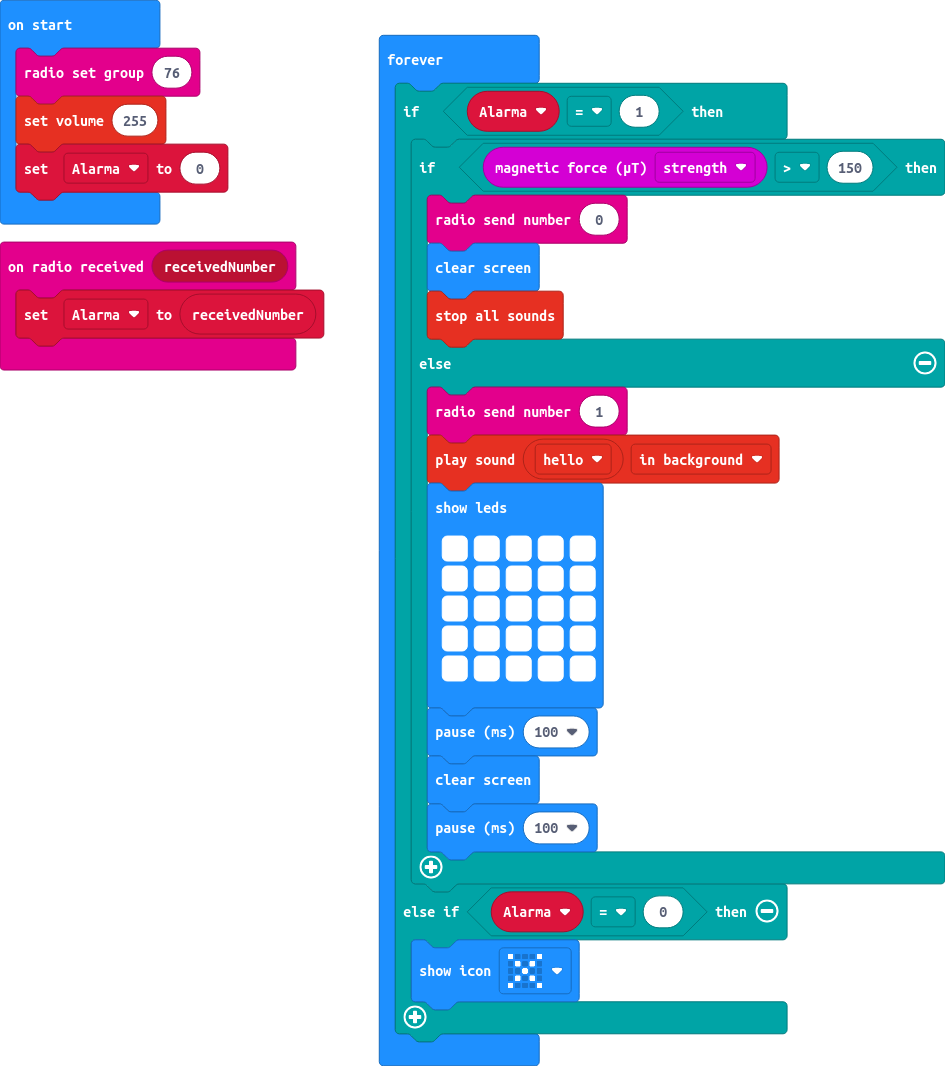 on start
radio set group 76
set volume 255
set Alarma to 0
on radio received receivedNumber
set Alarma to receivedNumber
forever
if Alarma = 1 then
if magnetic force (µT) strength > 150 then
radio send number 0
clear screen
stop all sounds
else
radio send number 1
play sound hello in background
show leds
pause (ms) 100
clear screen
pause (ms) 100
else if Alarma = 0 then
show icon